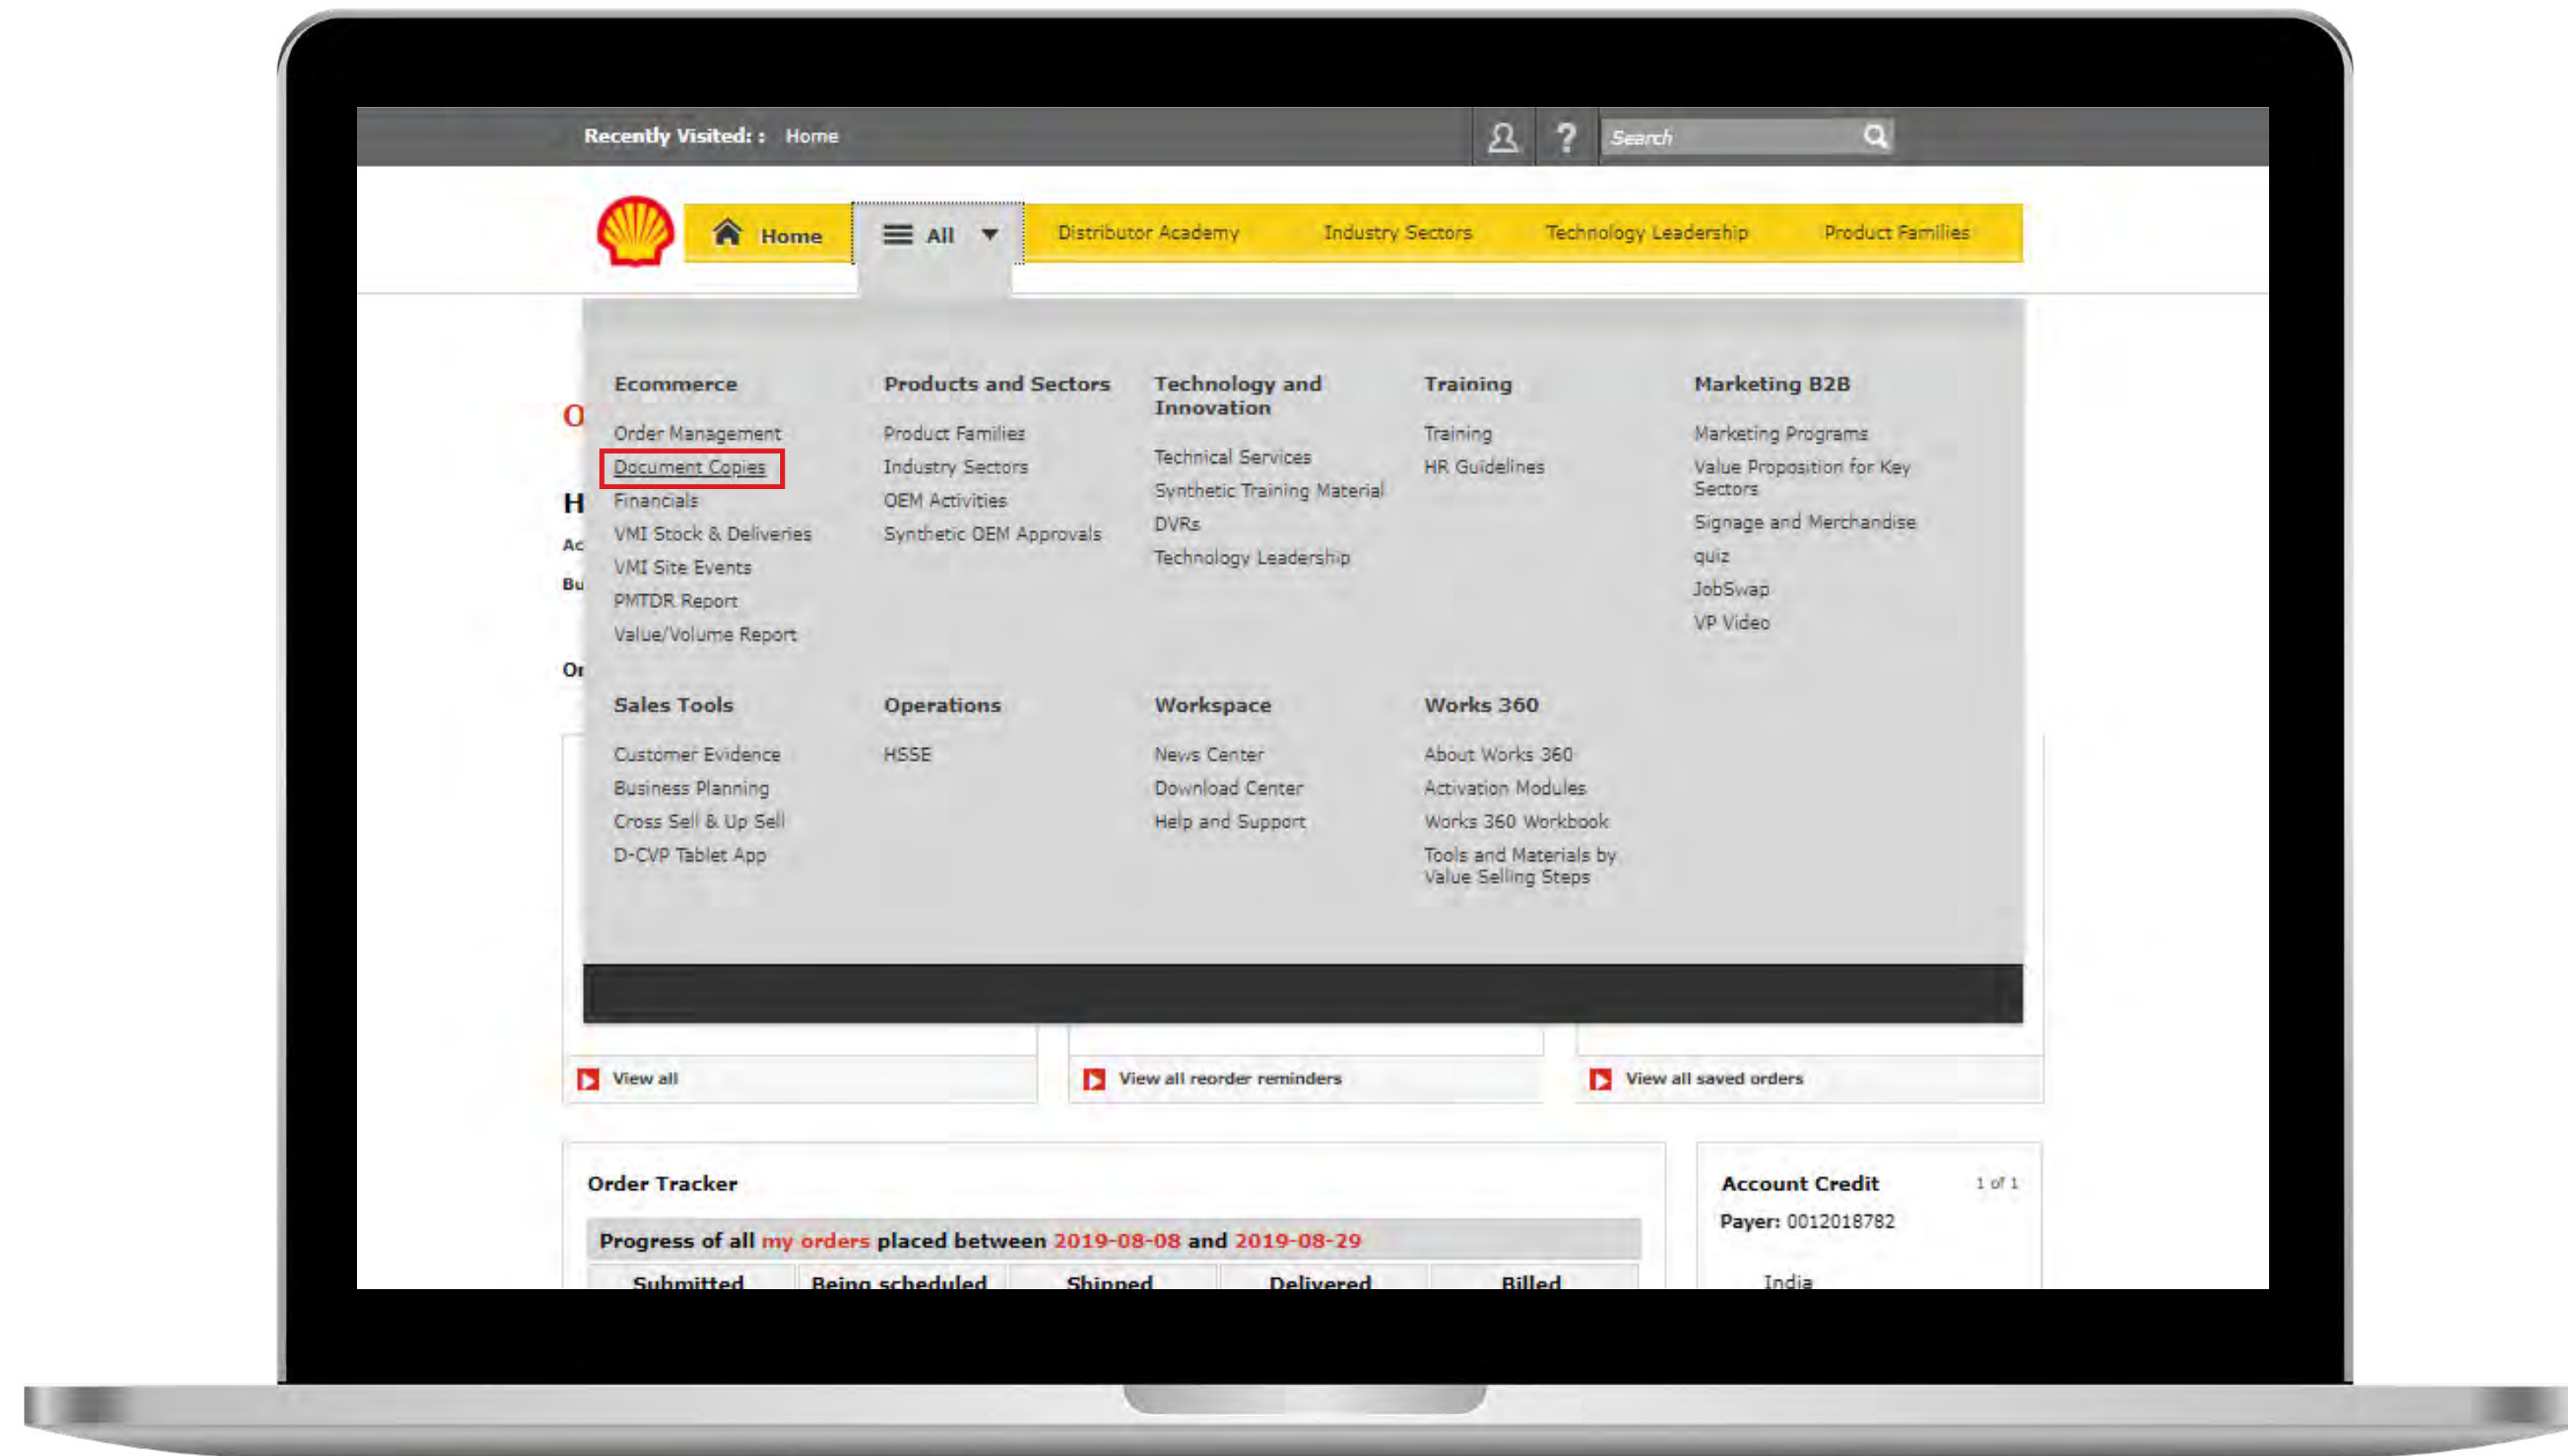 Recently Visited: : Home
Search
Home
All
Distributor Academy
Industry Sectors
Technology Leadership
Product Families
Ecommerce
Order Management
Document Copies
Financials
VMI Stock & Deliveries
VMI Site Events
PMTDR Report
Value/Volume Report
Products and Sectors
Product Families
Industry Sectors
OEM Activities
Synthetic OEM Approvals
Technology and
Innovation
Technical Services
Synthetic Training Material
DVRs
Technology Leadership
Training
Training
HR Guidelines
Marketing B2B
Marketing Programs
Value Proposition for Key
Sectors
Signage and Merchandise
quiz
JobSwap
VP Video
Sales Tools
Customer Evidence
Business Planning
Cross Sell & Up Sell
D-CVP Tablet App
Operations
HSSE
Workspace
News Center
Download Center
Help and Support
Works 360
About Works 360
Activation Modules
Works 360 Workbook
Tools and Materials by
Value Selling Steps
View all
View all reorder reminders
View all saved orders
Order Tracker
Progress of all my orders placed between 2019-08-08 and 2019-08-29
Submitted
Being scheduled
Shipped
Delivered
Billed
Account Credit
1 of 1
Payer: 0012018782
India